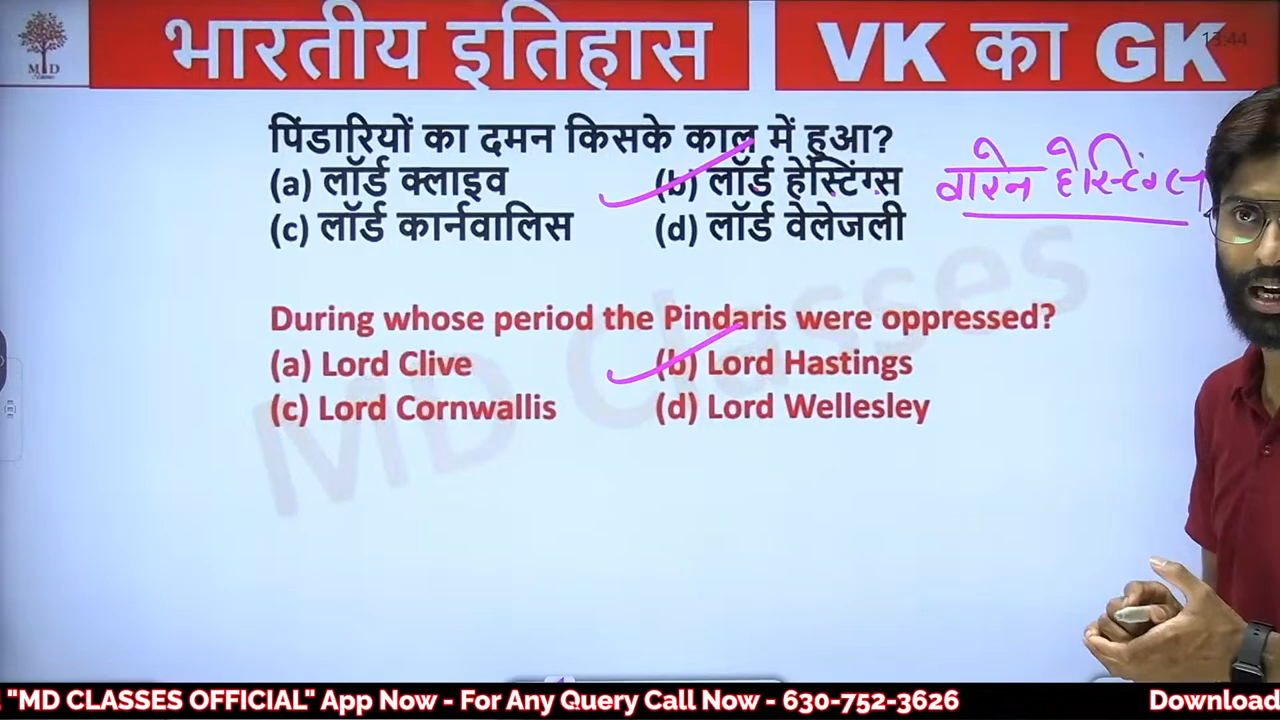 भारतीय इतिहास
VK का GK
13:44
MD
पिंडारियों का दमन किसके काल में हुआ?
(a) लॉर्ड क्लाइव (b) लॉर्ड हेस्टिंग्स
(c) लॉर्ड कार्नवालिस (d) लॉर्ड वेलेजली
वारेन हेस्टिंग्स
During whose period the Pindaris were oppressed?
(a) Lord Clive (b) Lord Hastings
(c) Lord Cornwallis (d) Lord Wellesley
MD Classes
"MD CLASSES OFFICIAL" App Now - For Any Query Call Now - 630-752-3626 Download